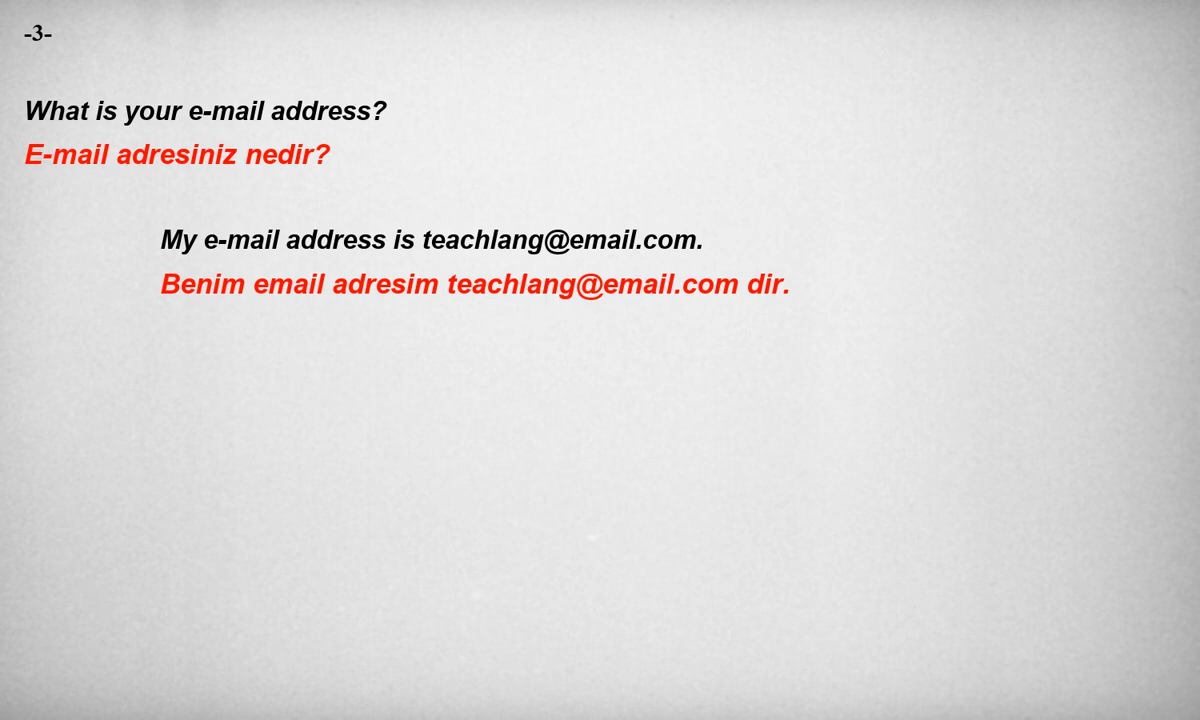 -3-
What is your e-mail address?
E-mail adresiniz nedir?
My e-mail address is teachlang@email.com.
Benim email adresim teachlang@email.com dir.